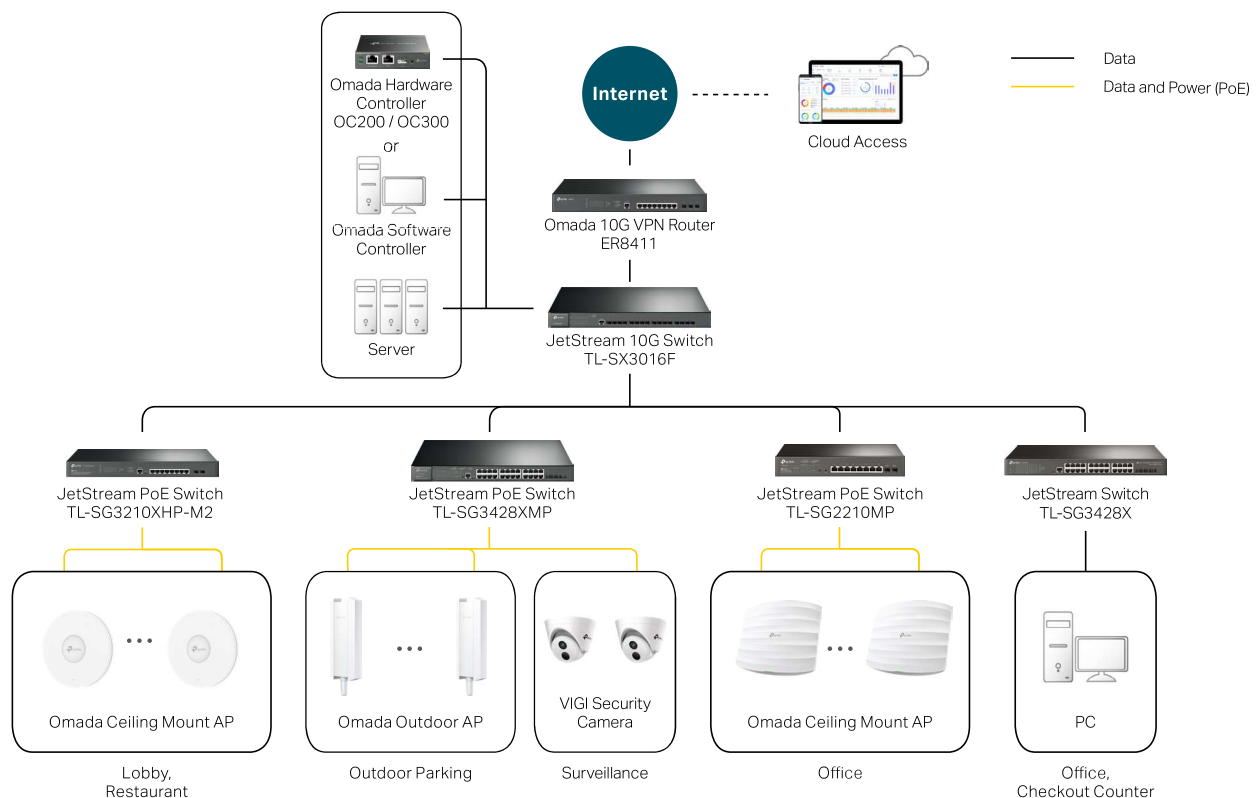 Omada Hardware
Controller
OC200 / OC300
or
Omada Software
Controller
Server
Internet
Cloud Access
Data
Data and Power (PoE)
Omada 10G VPN Router
ER8411
JetStream 10G Switch
TL-SX3016F
JetStream PoE Switch
TL-SG3210XHP-M2
JetStream PoE Switch
TL-SG3428XMP
JetStream PoE Switch
TL-SG2210MP
JetStream Switch
TL-SG3428X
Omada Ceiling Mount AP
Omada Outdoor AP
VIGI Security
Camera
Omada Ceiling Mount AP
PC
Lobby,
Restaurant
Outdoor Parking
Surveillance
Office
Office,
Checkout Counter